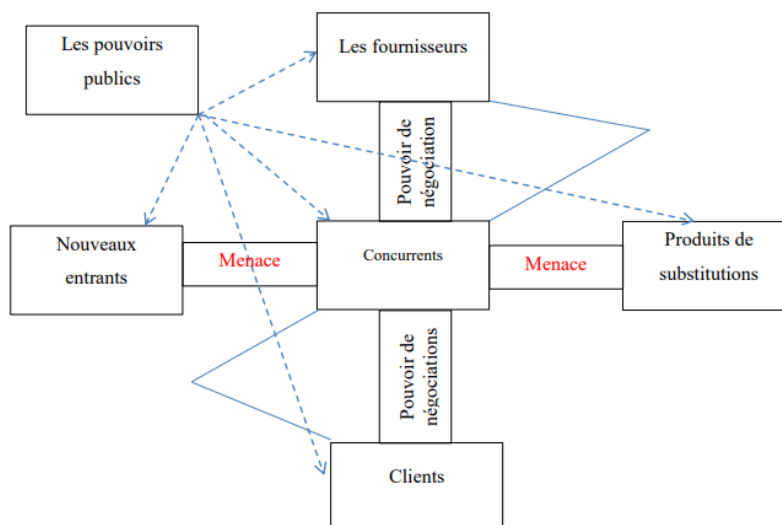 Les pouvoirs
publics
Les fournisseurs
Pouvoir de
négociation
Nouveaux
entrants
Menace
Concurrents
Menace
Produits de
substitutions
Pouvoir de
négociations
Clients